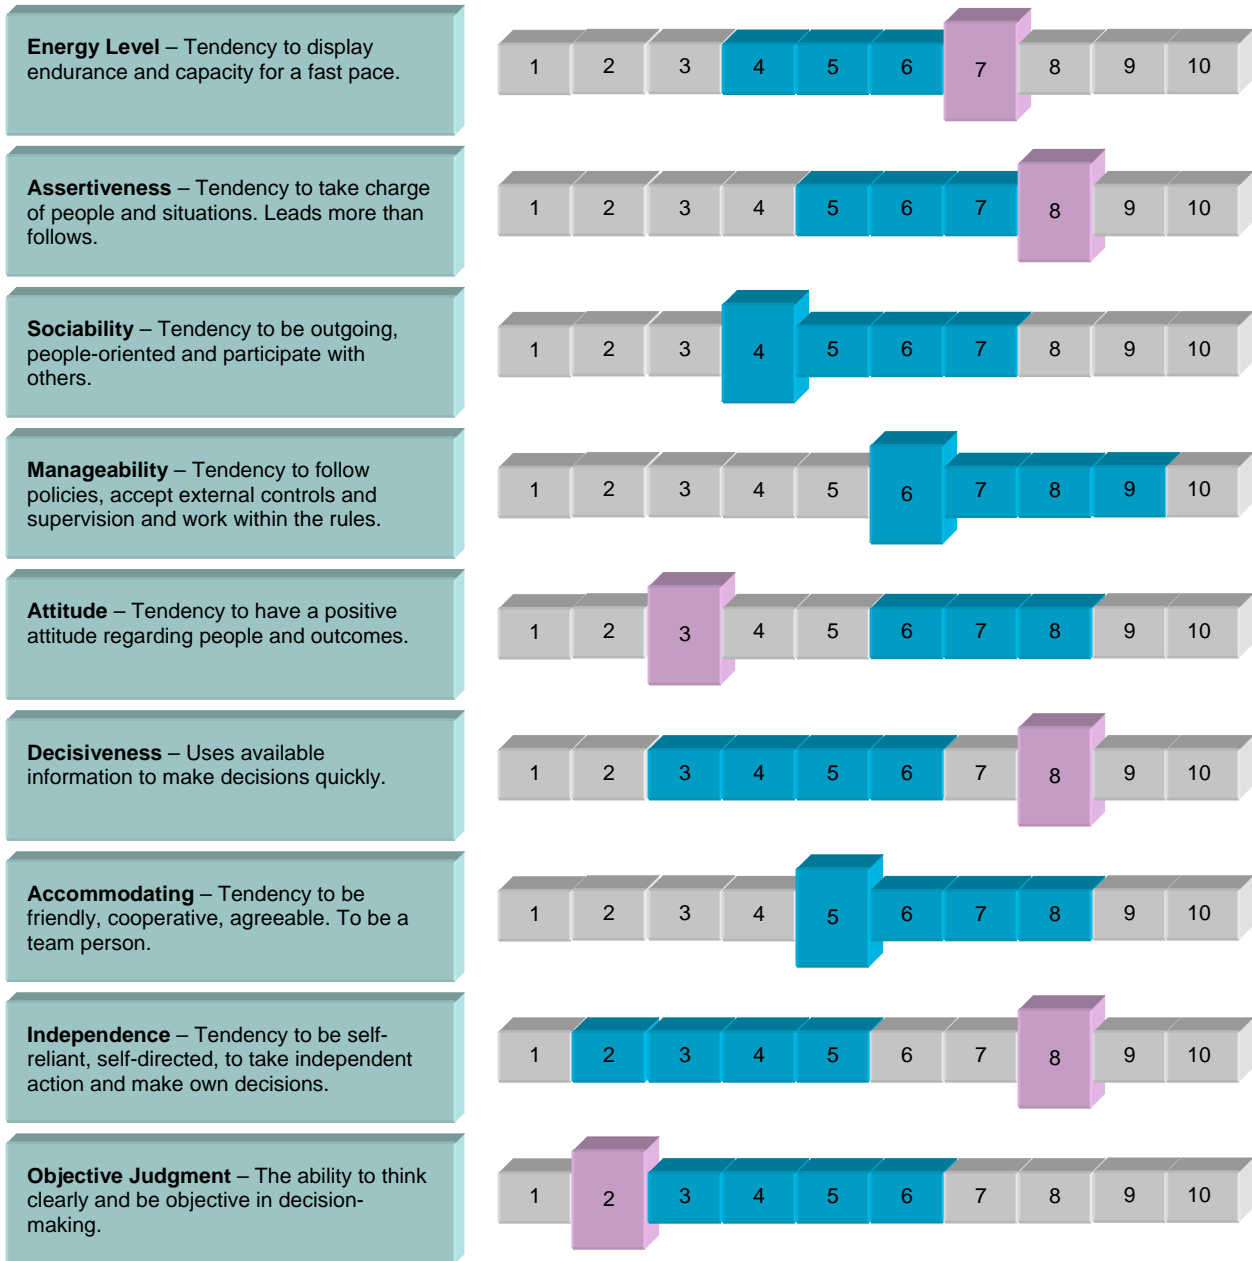 Energy Level – Tendency to display
endurance and capacity for a fast pace.
1 2 3 4 5 6 7 8 9 10
Assertiveness – Tendency to take charge
of people and situations. Leads more than
follows.
1 2 3 4 5 6 7 8 9 10
Sociability – Tendency to be outgoing,
people-oriented and participate with
others.
1 2 3 4 5 6 7 8 9 10
Manageability – Tendency to follow
policies, accept external controls and
supervision and work within the rules.
1 2 3 4 5 6 7 8 9 10
Attitude – Tendency to have a positive
attitude regarding people and outcomes.
1 2 3 4 5 6 7 8 9 10
Decisiveness – Uses available
information to make decisions quickly.
1 2 3 4 5 6 7 8 9 10
Accommodating – Tendency to be
friendly, cooperative, agreeable. To be a
team person.
1 2 3 4 5 6 7 8 9 10
Independence – Tendency to be self-
reliant, self-directed, to take independent
action and make own decisions.
1 2 3 4 5 6 7 8 9 10
Objective Judgment – The ability to think
clearly and be objective in decision-
making.
1 2 3 4 5 6 7 8 9 10